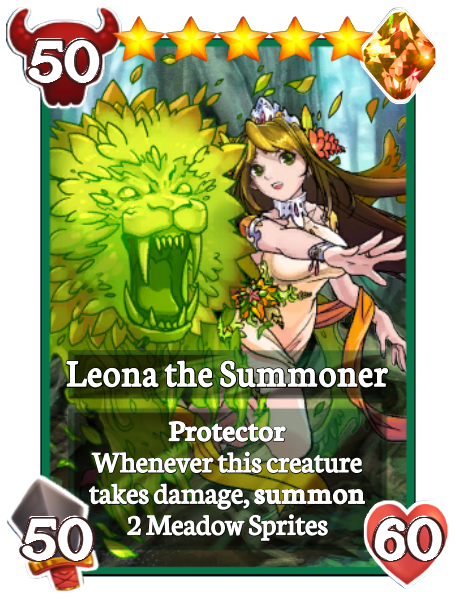 50
Leona the Summoner
Protector
Whenever this creature
takes damage, summon
2 Meadow Sprites
50
60